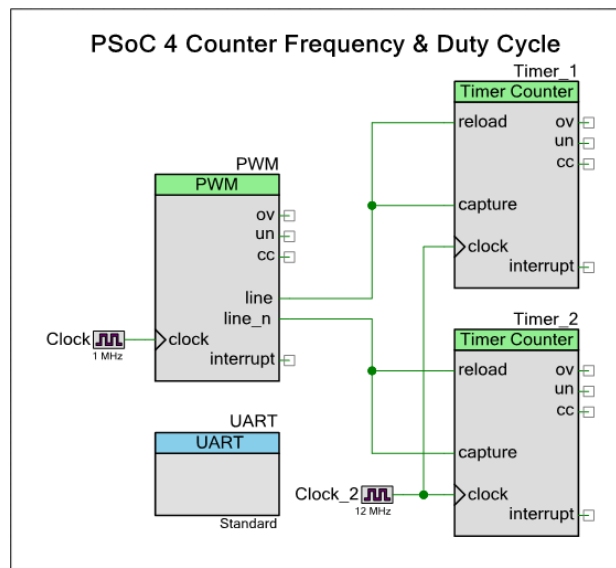 PSoC 4 Counter Frequency & Duty Cycle
Timer_1
Timer Counter
reload
ov
un
cc
capture
clock
interrupt
PWM
PWM
ov
un
cc
line
line_n
Clock
1 MHz
clock
interrupt
Timer_2
Timer Counter
reload
ov
un
cc
capture
Clock_2
12 MHz
clock
interrupt
UART
UART
Standard